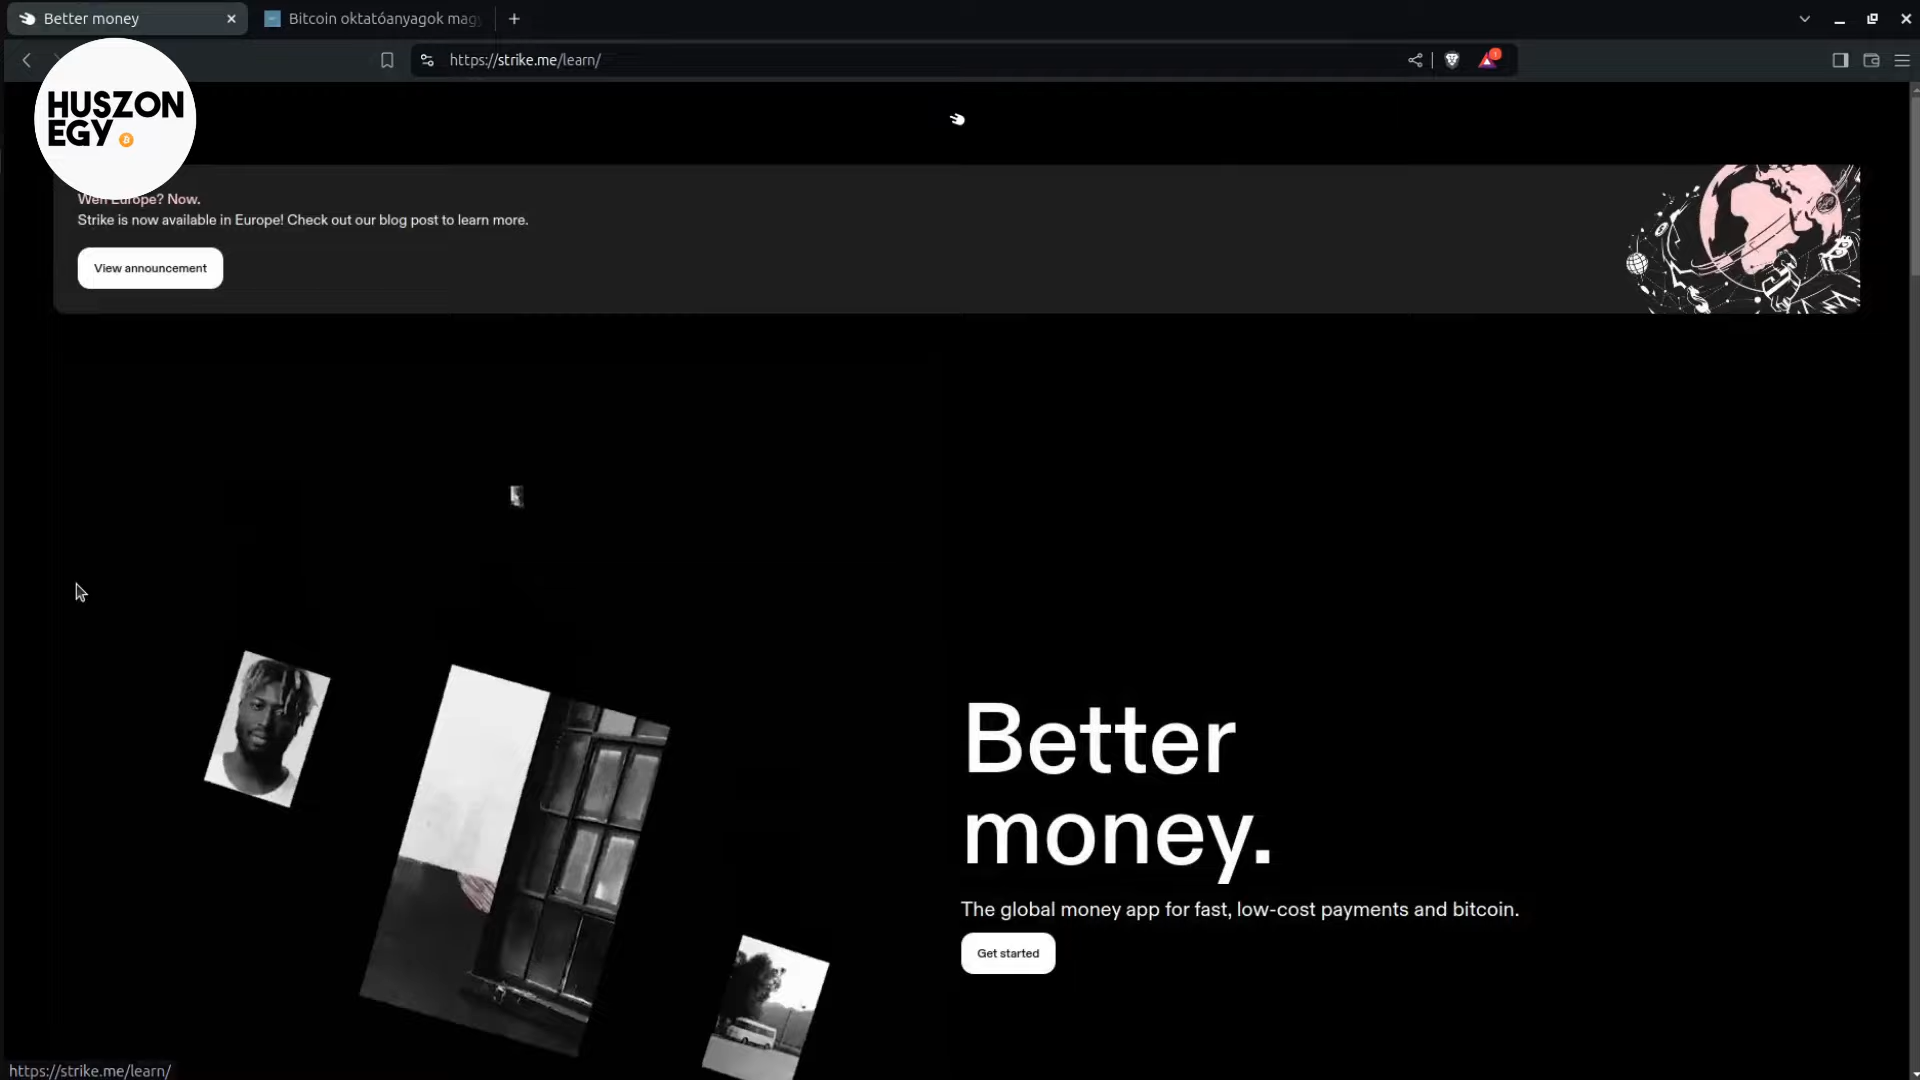 Better money
Bitcoin oktatóanyagok mag
https://strike.me/learn/
1
HUSZON
EGY
Wen Europe? Now.
Strike is now available in Europe! Check out our blog post to learn more.
View announcement
Better
money.
The global money app for fast, low-cost payments and bitcoin.
Get started
https://strike.me/learn/